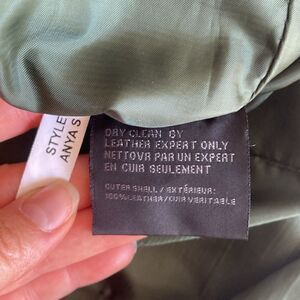 STYLE
ANYA S
DRY CLEAN BY
LEATHER EXPERT ONLY
NETTOYR PAR UN EXPERT
EN CUIR SEULEMENT
OUTER SHELL / EXTÉRIEUR:
100%LEATHER/CUIR VERITABLE